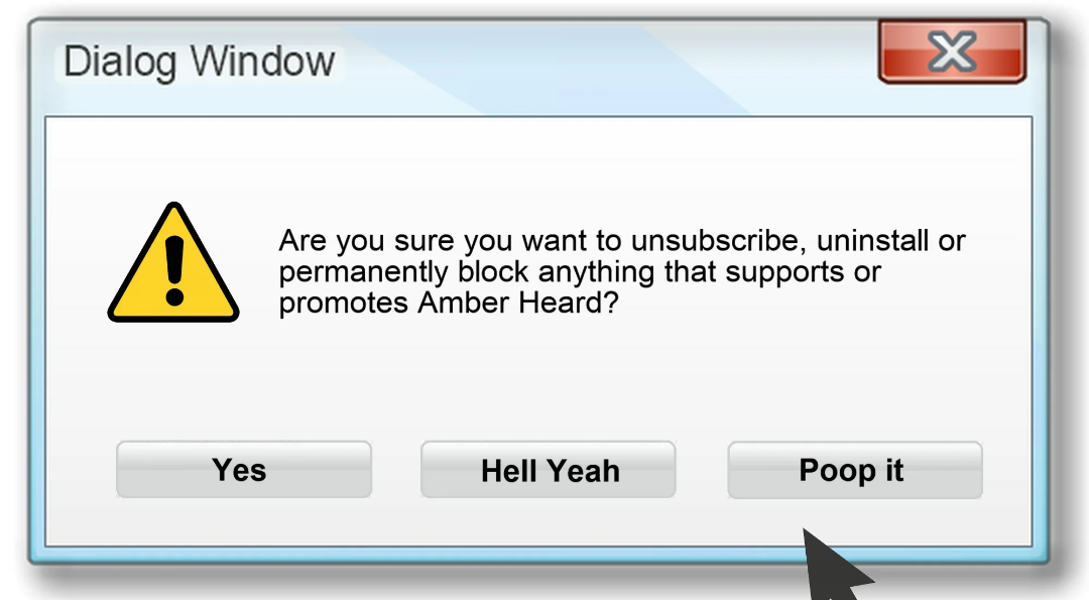 Dialog Window
Are you sure you want to unsubscribe, uninstall or
permanently block anything that supports or
promotes Amber Heard?
Yes
Hell Yeah
Poop it